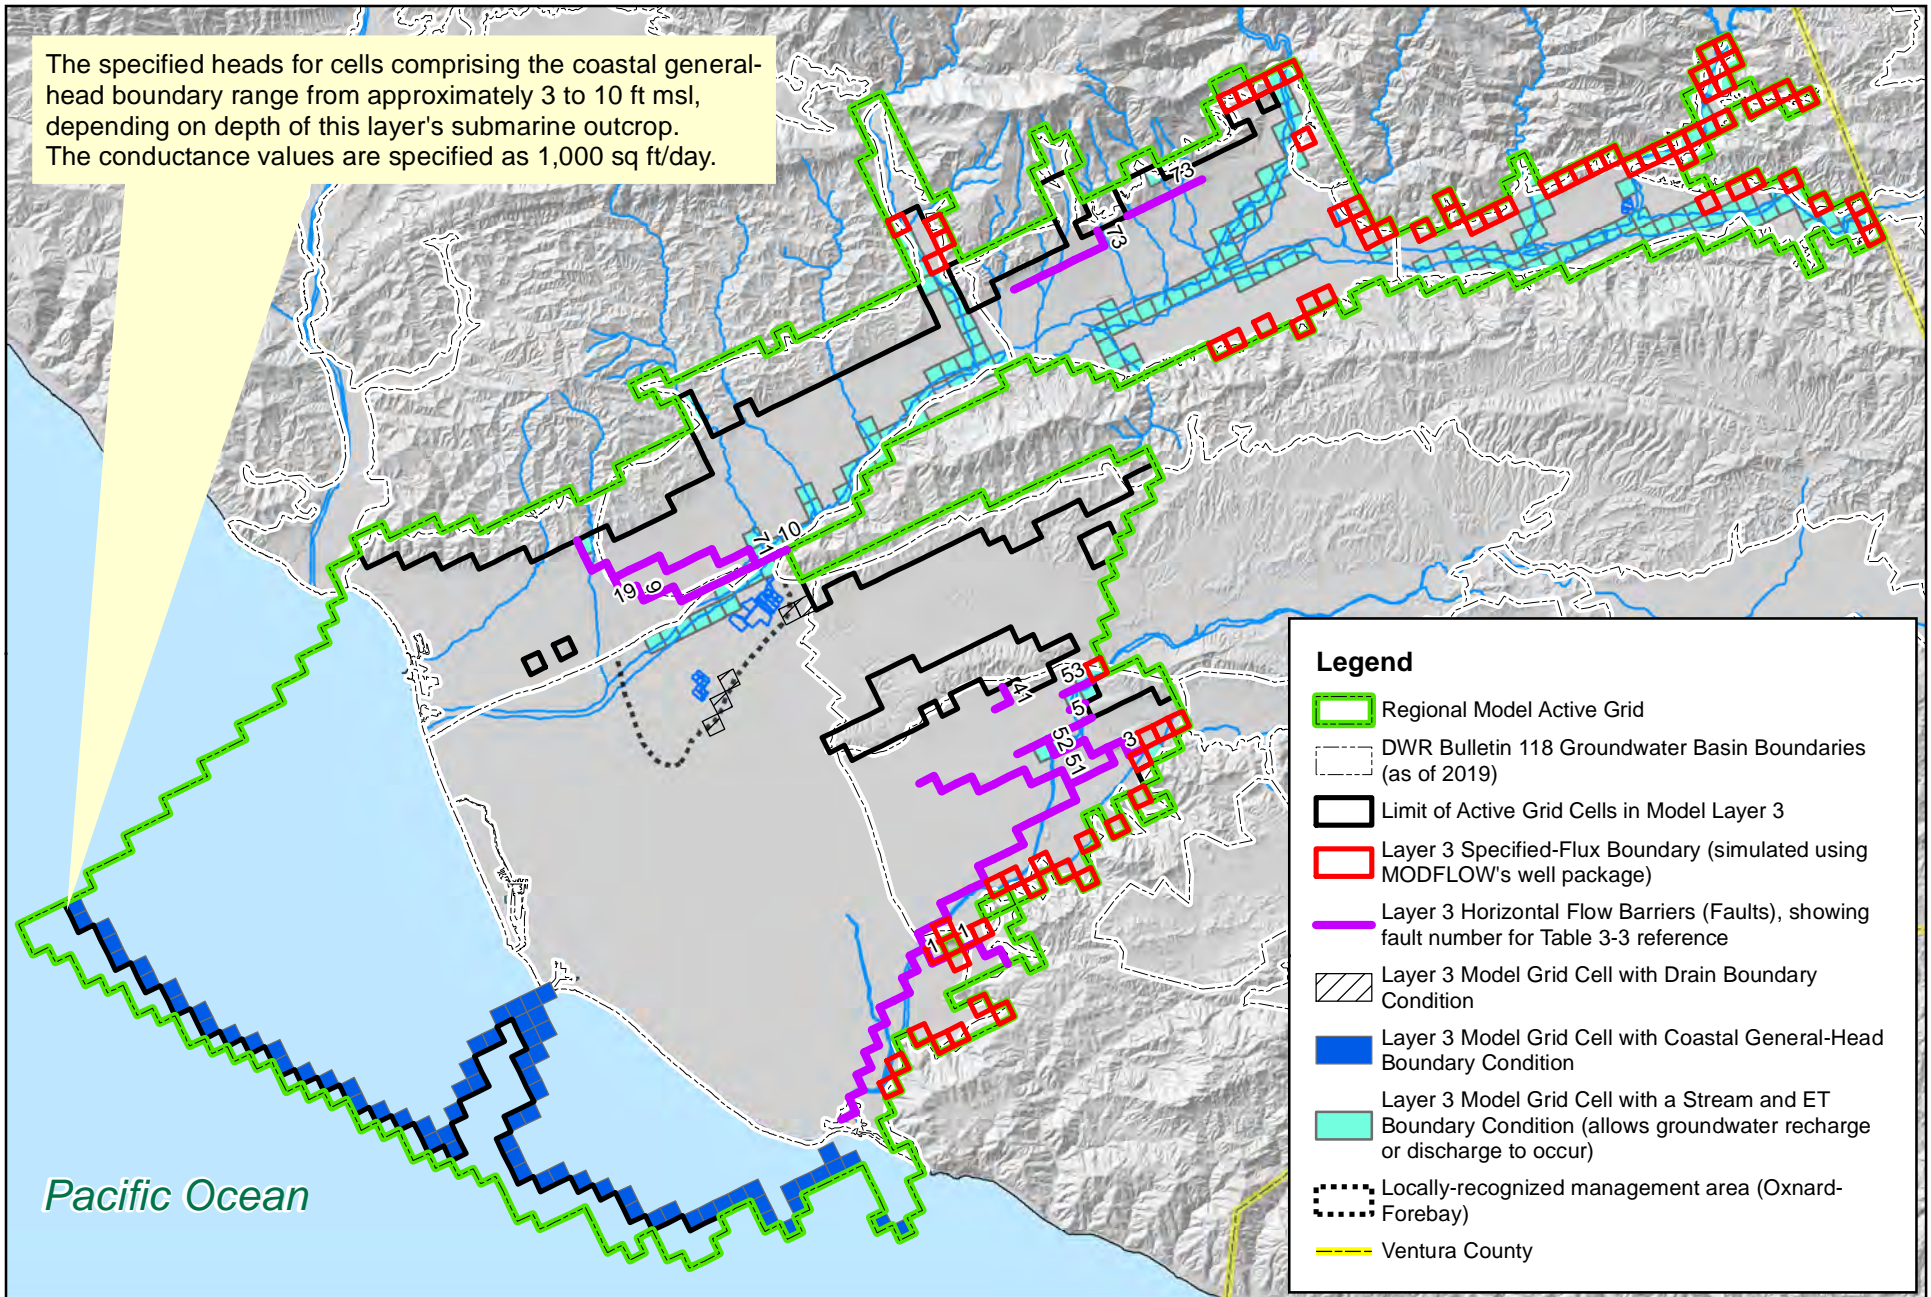 The specified heads for cells comprising the coastal general-
head boundary range from approximately 3 to 10 ft msl,
depending on depth of this layer's submarine outcrop.
The conductance values are specified as 1,000 sq ft/day.
73
73
10
71
19
9
53
41
5
52
51
3
1
1
Pacific Ocean
Legend
Regional Model Active Grid
DWR Bulletin 118 Groundwater Basin Boundaries
(as of 2019)
Limit of Active Grid Cells in Model Layer 3
Layer 3 Specified-Flux Boundary (simulated using
MODFLOW's well package)
Layer 3 Horizontal Flow Barriers (Faults), showing
fault number for Table 3-3 reference
Layer 3 Model Grid Cell with Drain Boundary
Condition
Layer 3 Model Grid Cell with Coastal General-Head
Boundary Condition
Layer 3 Model Grid Cell with a Stream and ET
Boundary Condition (allows groundwater recharge
or discharge to occur)
Locally-recognized management area (Oxnard-
Forebay)
Ventura County